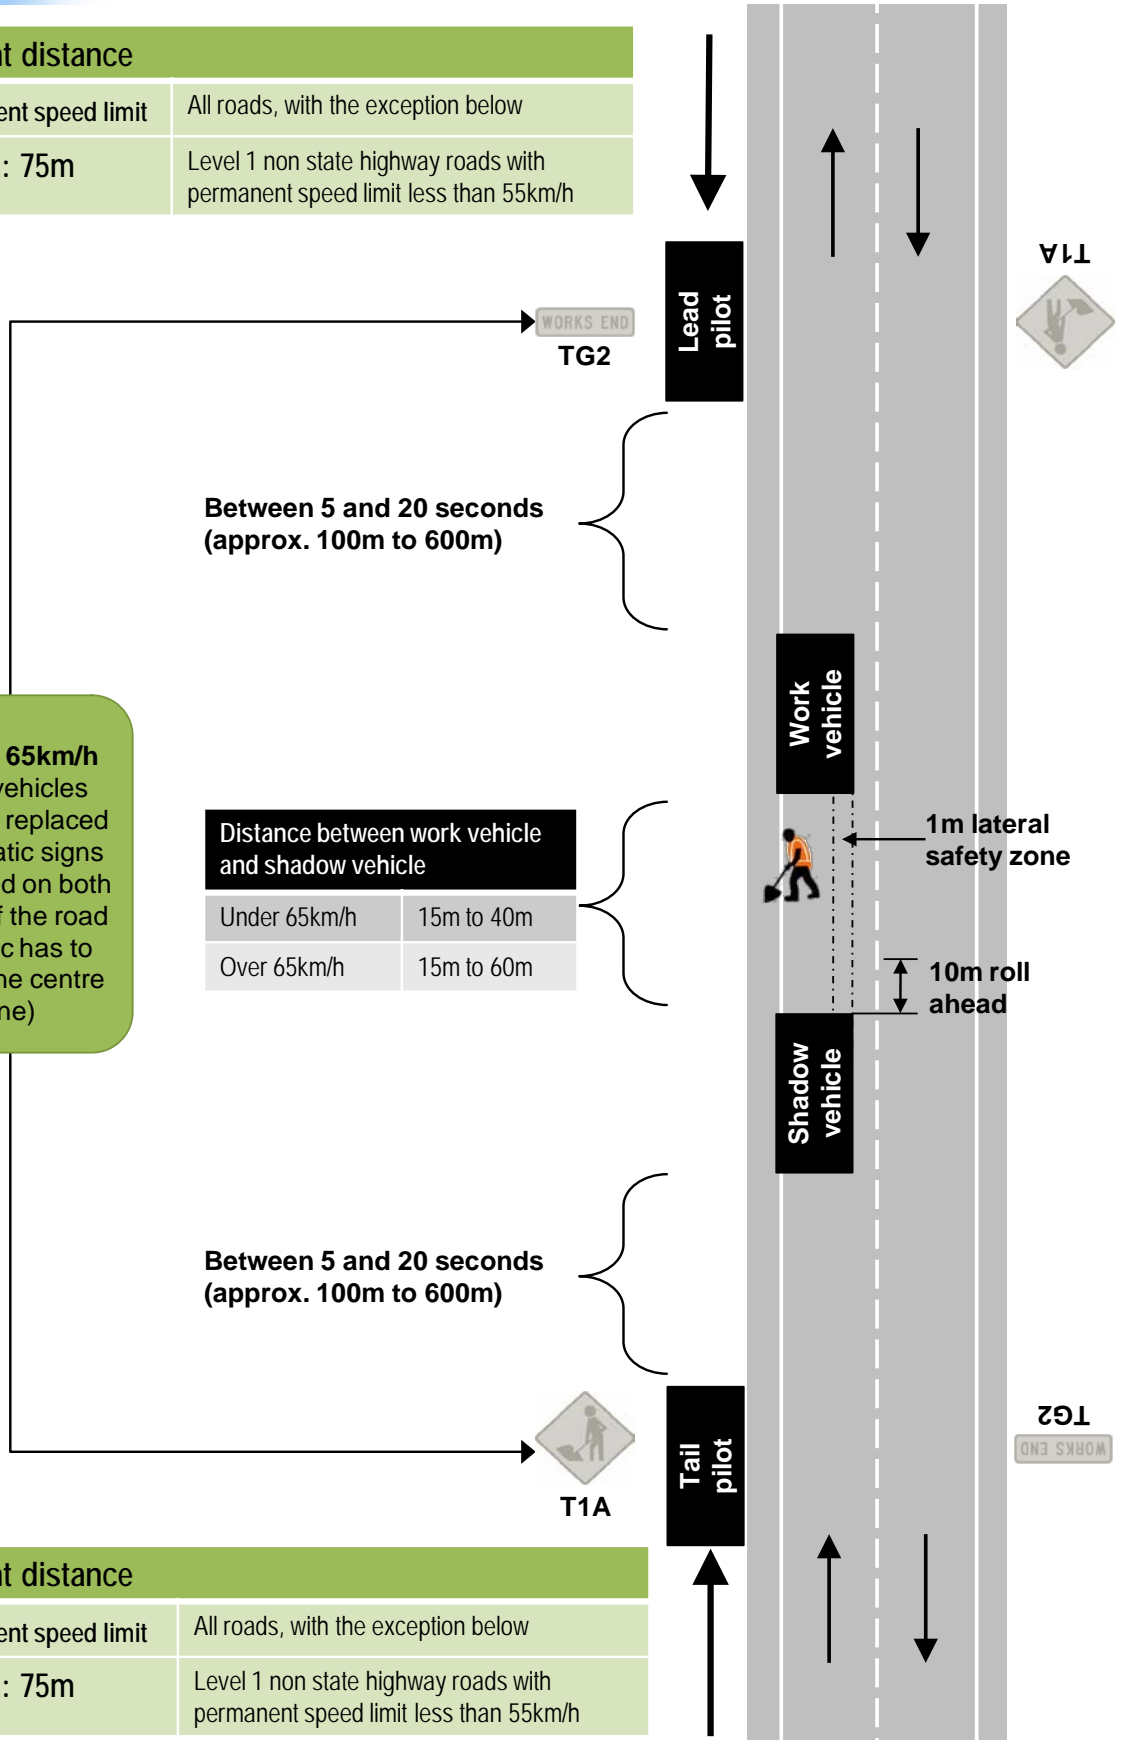 nt distance
ent speed limit
All roads, with the exception below
: 75m
Level 1 non state highway roads with
permanent speed limit less than 55km/h
T1A
WORKS END
TG2
Lead
pilot
Between 5 and 20 seconds
(approx. 100m to 600m)
Work
vehicle
65km/h
vehicles
replaced
atic signs
d on both
f the road
c has to
ne centre
ne)
Distance between work vehicle
and shadow vehicle
Under 65km/h
15m to 40m
Over 65km/h
15m to 60m
1m lateral
safety zone
10m roll
ahead
Shadow
vehicle
Between 5 and 20 seconds
(approx. 100m to 600m)
Tail
pilot
T1A
TG2
WORKS END
nt distance
ent speed limit
All roads, with the exception below
: 75m
Level 1 non state highway roads with
permanent speed limit less than 55km/h